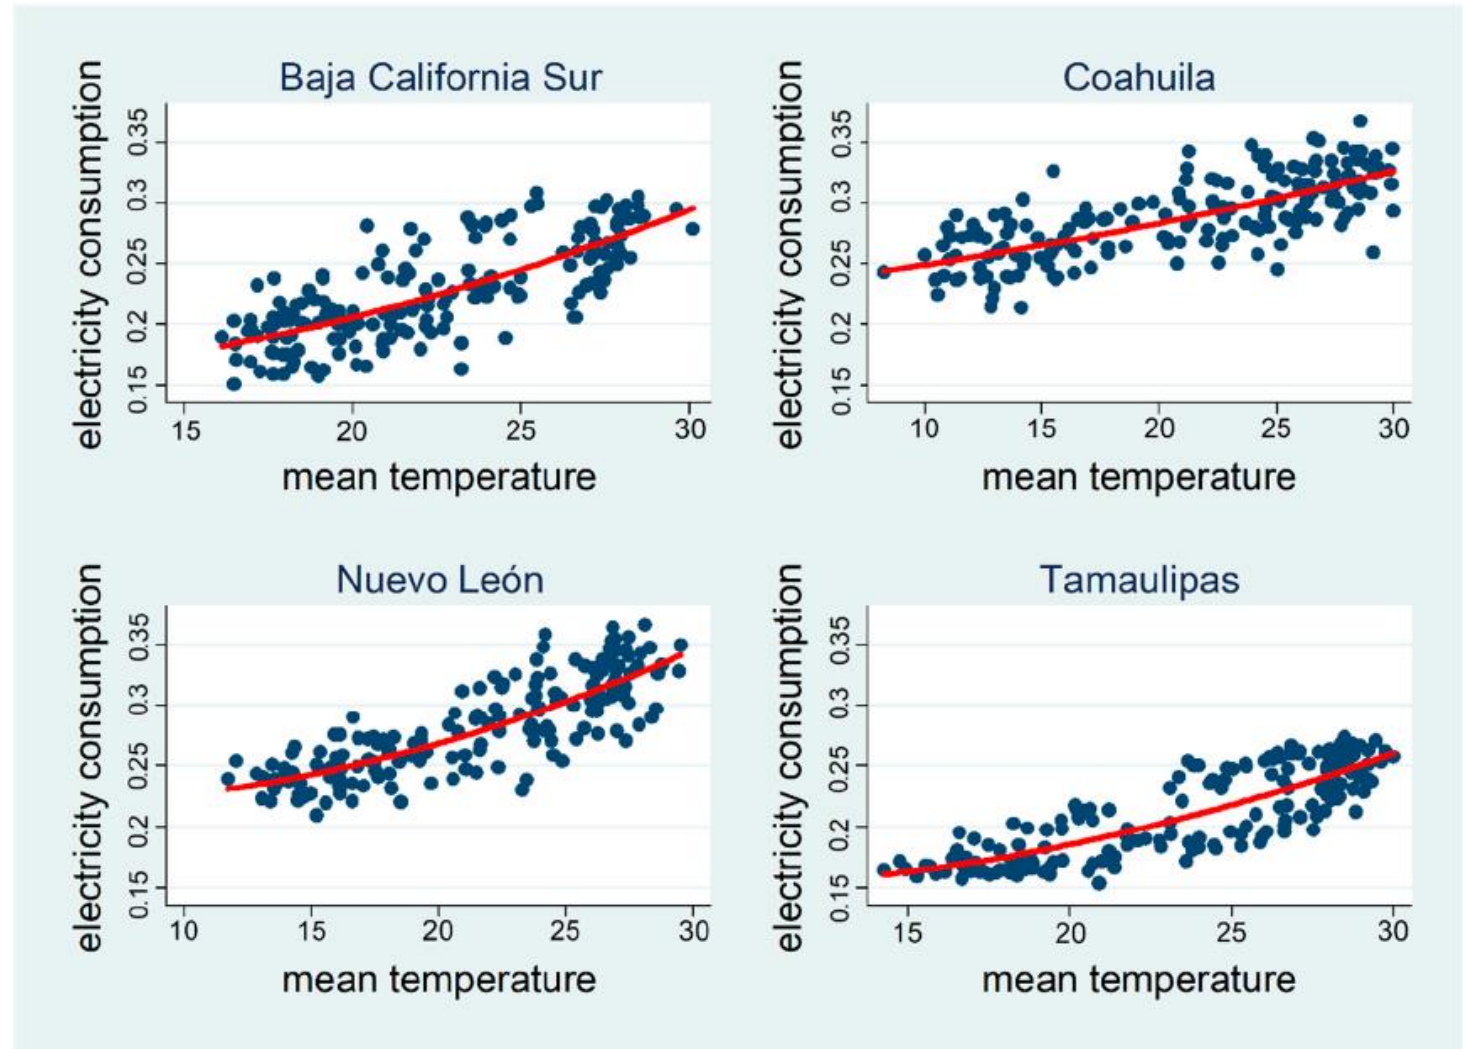 Baja California Sur
electricity consumption
0.35
0.3
0.25
0.2
0.15
15 20 25 30
mean temperature
Coahuila
electricity consumption
0.35
0.3
0.25
0.2
0.15
10 15 20 25 30
mean temperature
Nuevo León
electricity consumption
0.35
0.3
0.25
0.2
0.15
10 15 20 25 30
mean temperature
Tamaulipas
electricity consumption
0.35
0.3
0.25
0.2
0.15
15 20 25 30
mean temperature